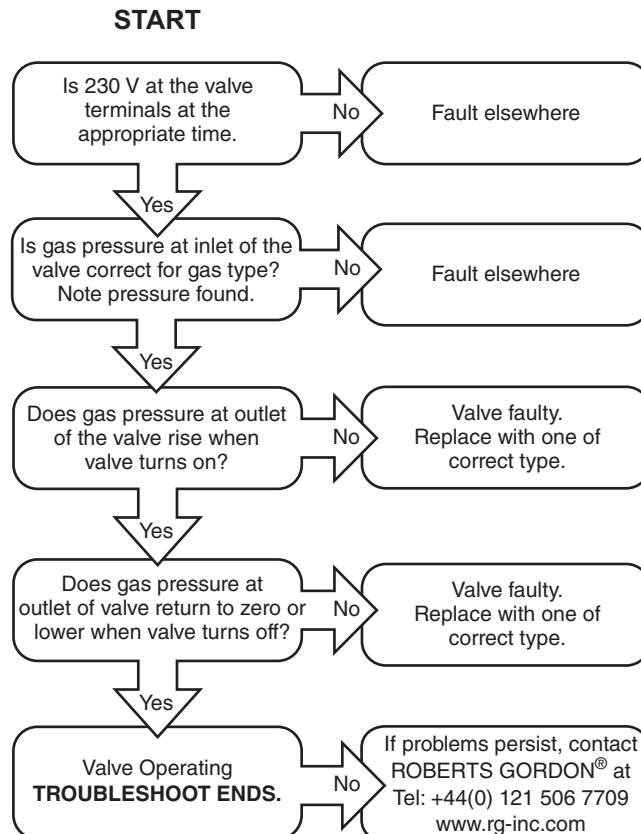 START
Is 230 V at the valve
terminals at the
appropriate time.
No
Fault elsewhere
Yes
Is gas pressure at inlet of the
valve correct for gas type?
Note pressure found.
No
Fault elsewhere
Yes
Does gas pressure at outlet
of the valve rise when
valve turns on?
No
Valve faulty.
Replace with one of
correct type.
Yes
Does gas pressure at
outlet of valve return to zero or
lower when valve turns off?
No
Valve faulty.
Replace with one of
correct type.
Yes
Valve Operating
TROUBLESHOOT ENDS.
No
If problems persist, contact
ROBERTS GORDON® at
Tel: +44(0) 121 506 7709
www.rg-inc.com